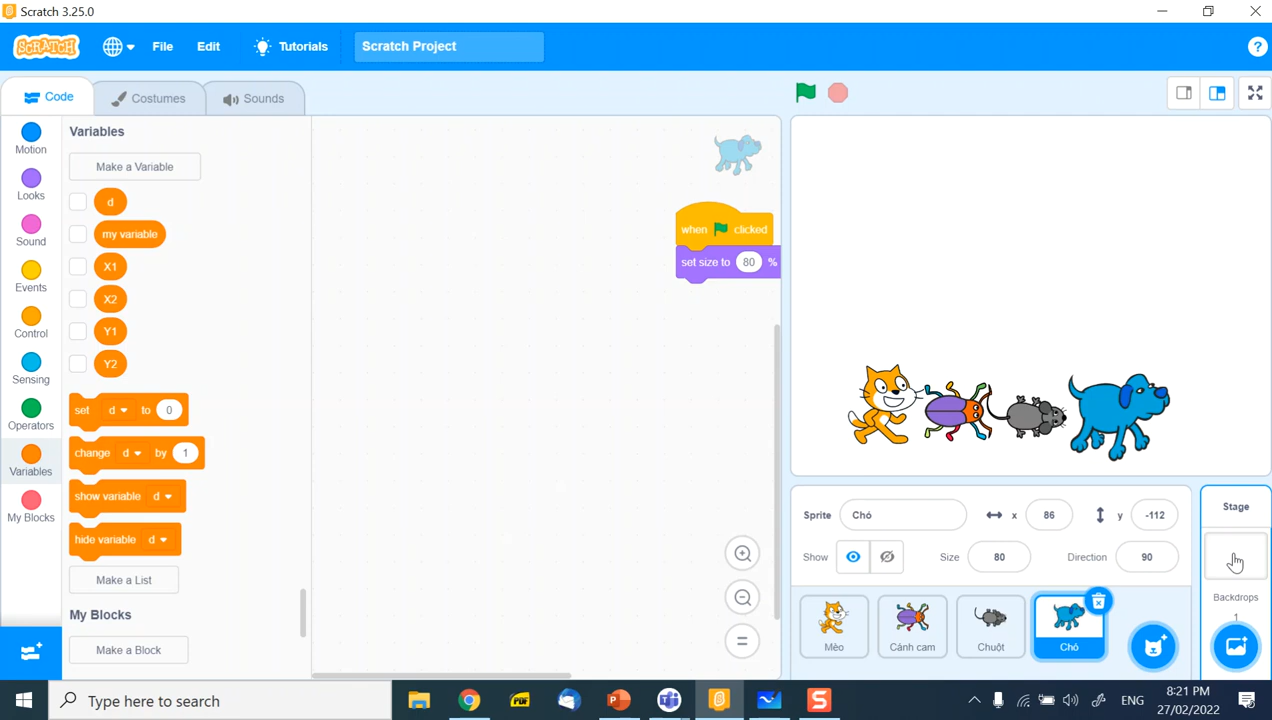 Scratch 3.25.0
SCRATCH File Edit Tutorials Scratch Project ?
Code Costumes Sounds
Motion
Looks
Sound
Events
Control
Sensing
Operators
Variables
My Blocks
Variables
Make a Variable
d
my variable
X1
X2
Y1
Y2
set d to 0
change d by 1
show variable d
hide variable d
Make a List
My Blocks
Make a Block
when clicked
set size to 80 %
Sprite Chó x 86 y -112
Show Size 80 Direction 90
Mèo Cánh cam Chuột Chó
Stage
Backdrops
1
Type here to search
PDF
ENG
8:21 PM
27/02/2022